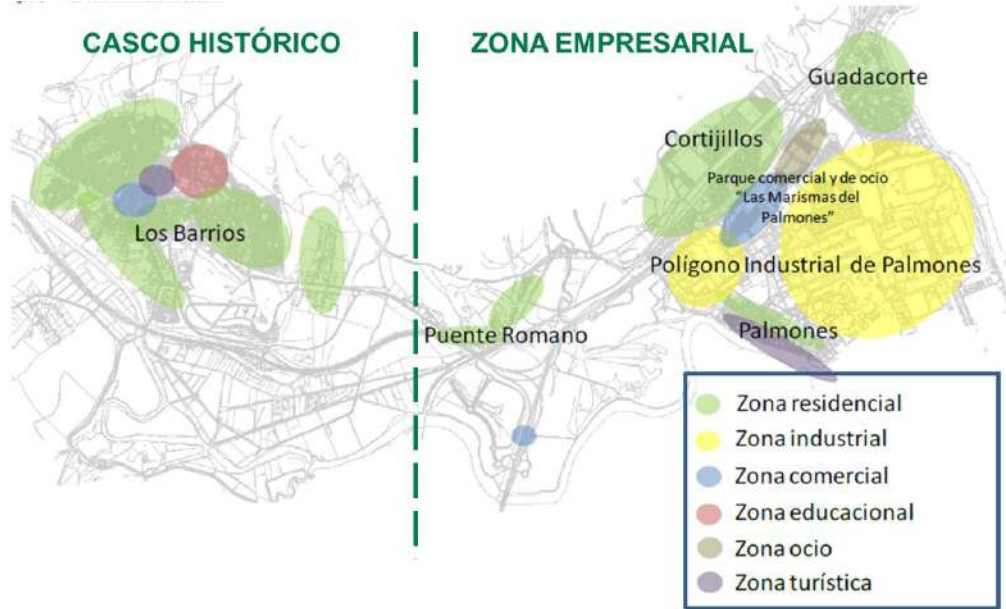 CASCO HISTÓRICO
ZONA EMPRESARIAL
Guadacorte
Cortijillos
Parque comercial y de ocio
“Las Marismas del
Palmones”
Los Barrios
Polígono Industrial de Palmones
Puente Romano
Palmones
Zona residencial
Zona industrial
Zona comercial
Zona educacional
Zona ocio
Zona turística